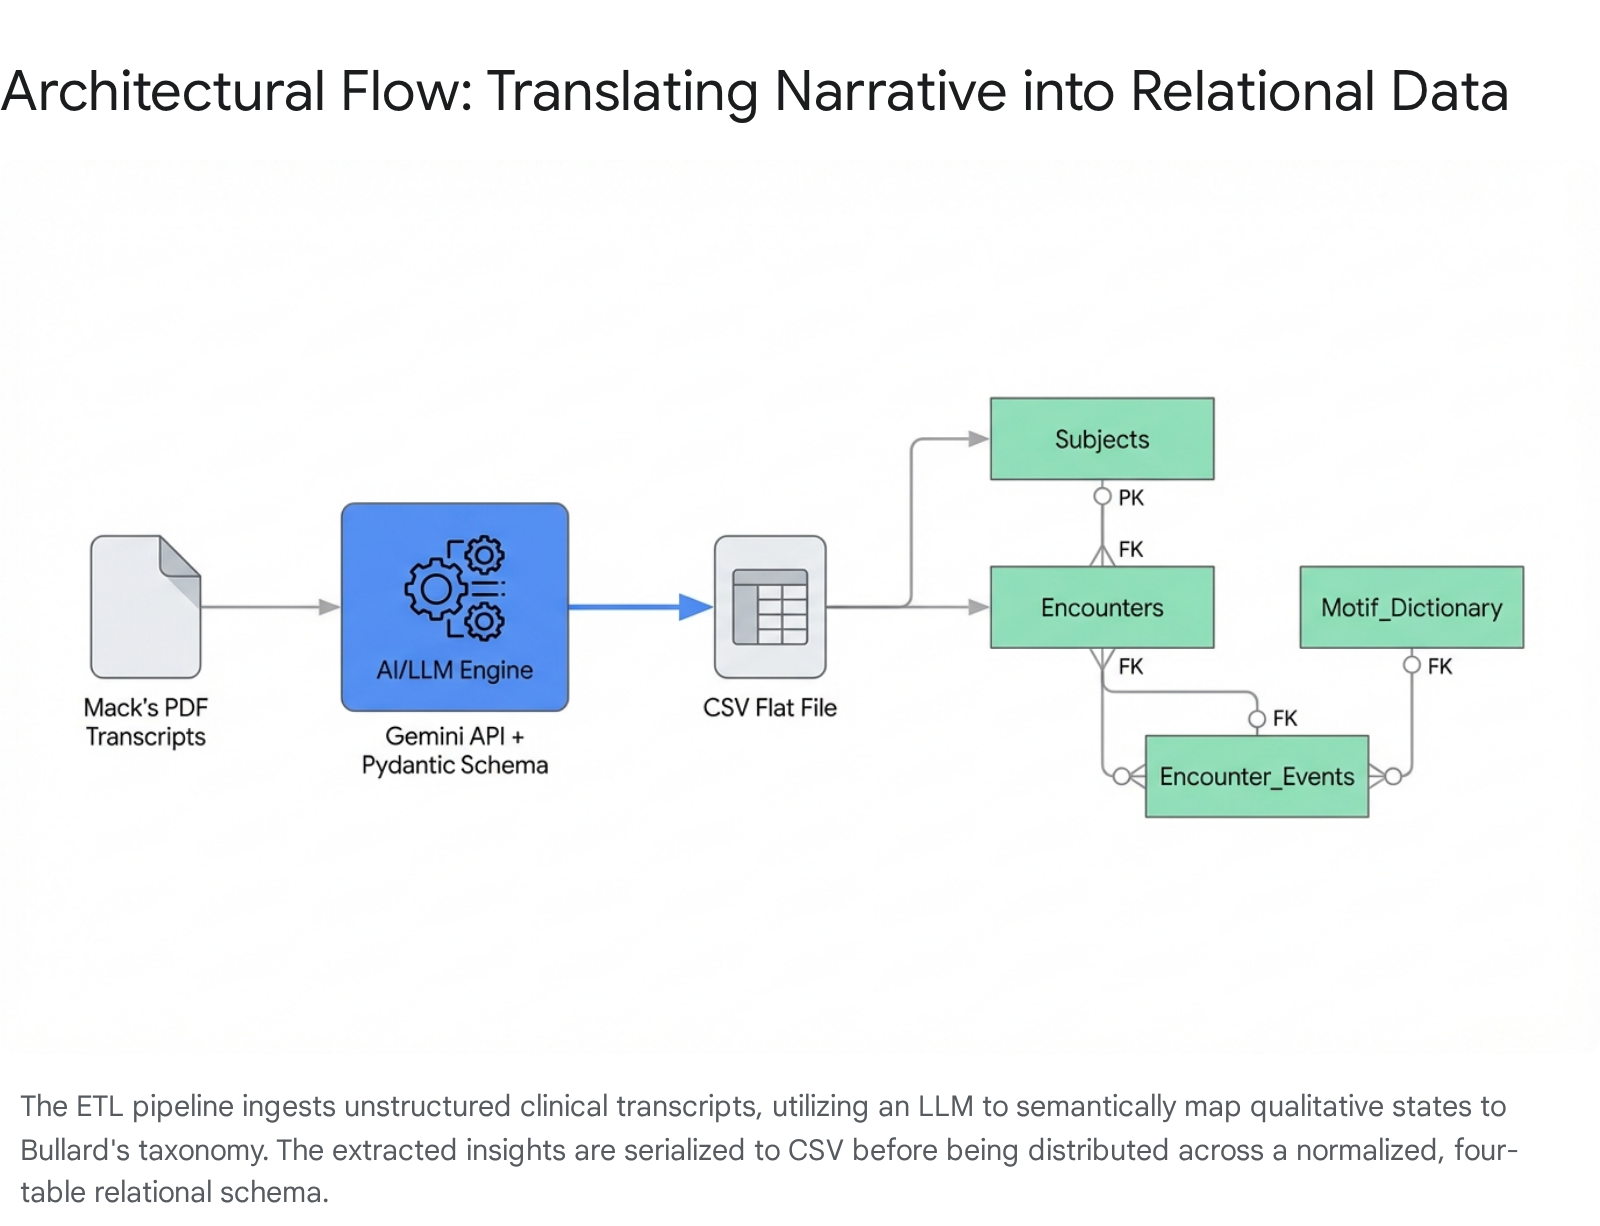 Architectural Flow: Translating Narrative into Relational Data
Mack's PDF
Transcripts
AI/LLM Engine
Gemini API +
Pydantic Schema
CSV Flat File
Subjects
PK
FK
Encounters
FK
FK
Motif_Dictionary
FK
Encounter_Events
The ETL pipeline ingests unstructured clinical transcripts, utilizing an LLM to semantically map qualitative states to
Bullard's taxonomy. The extracted insights are serialized to CSV before being distributed across a normalized, four-
table relational schema.